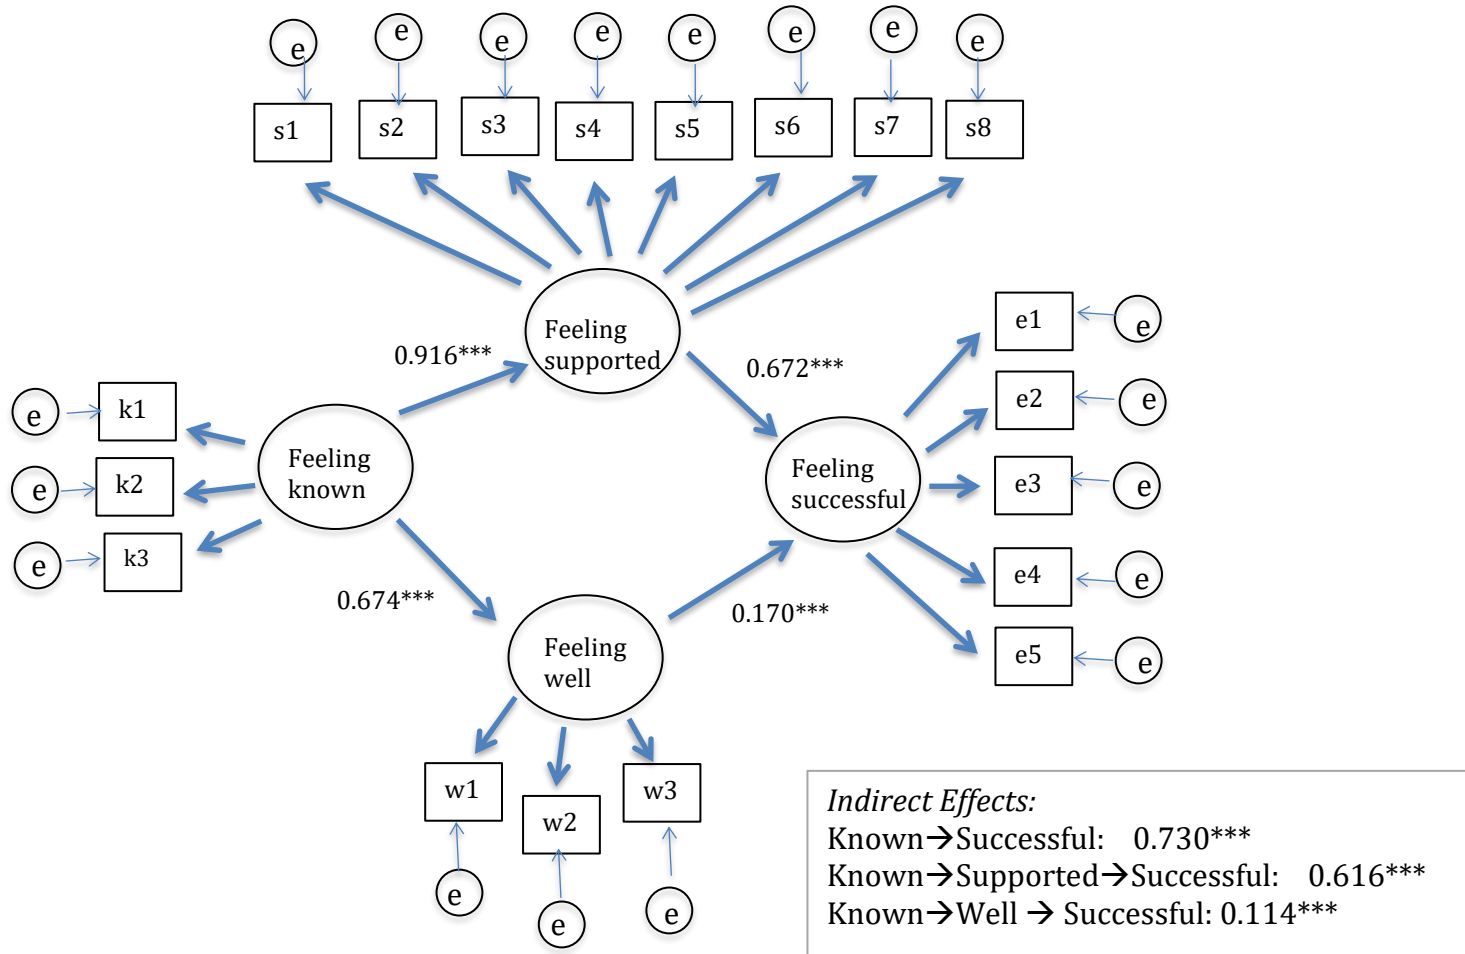 e e e e e e e e
s1 s2 s3 s4 s5 s6 s7 s8
Feeling
supported
0.916***
0.672***
e k1
e k2
e k3
Feeling
known
Feeling
successful
e1 e
e2 e
e3 e
e4 e
e5 e
0.674***
0.170***
Feeling
well
w1 w2 w3
e e e
Indirect Effects:
Known→Successful: 0.730***
Known→Supported→Successful: 0.616***
Known→Well → Successful: 0.114***